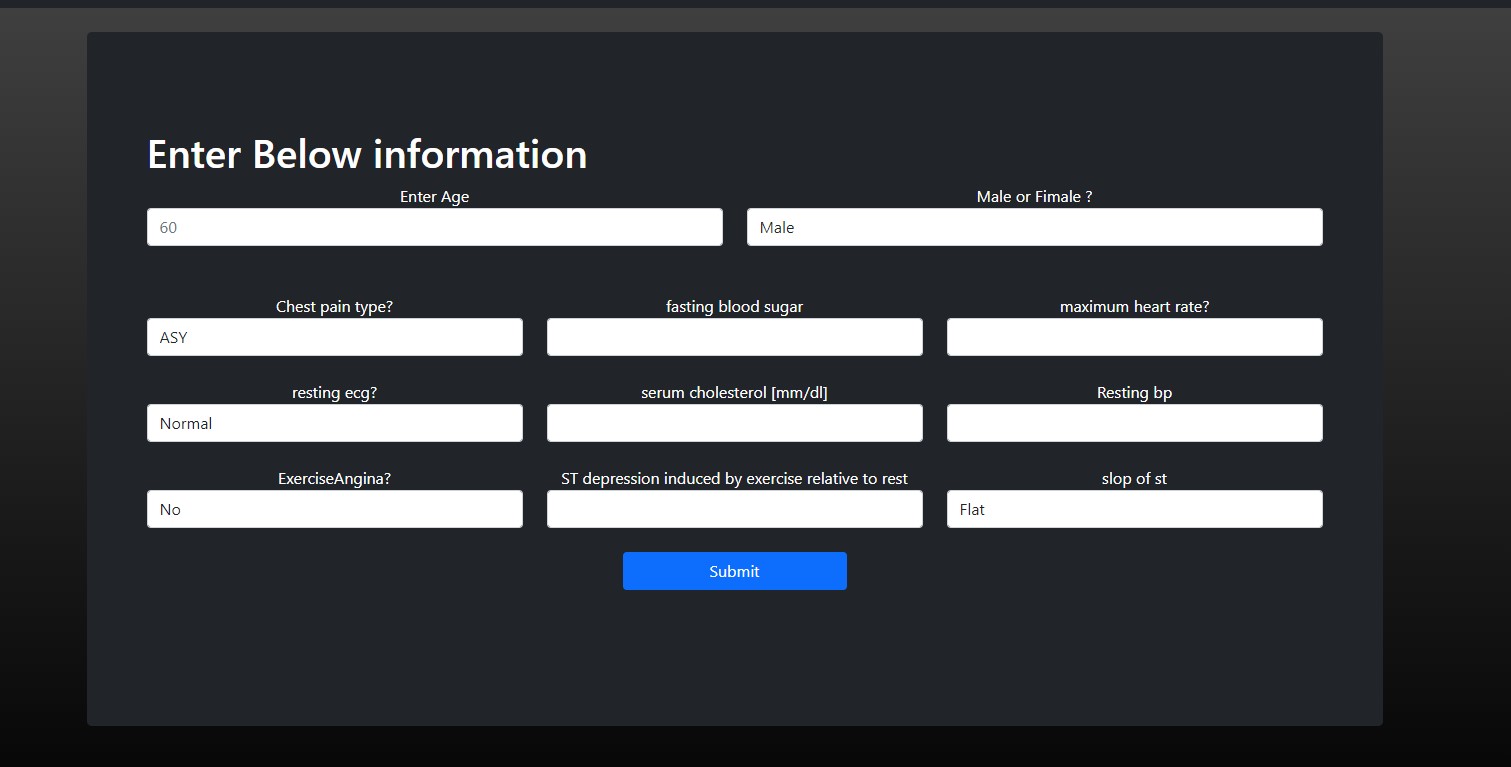 Enter Below information
Enter Age
Male or Fimale ?
60
Male
Chest pain type?
fasting blood sugar
maximum heart rate?
ASY
resting ecg?
serum cholesterol [mm/dl]
Resting bp
Normal
ExerciseAngina?
ST depression induced by exercise relative to rest
slop of st
No
Flat
Submit